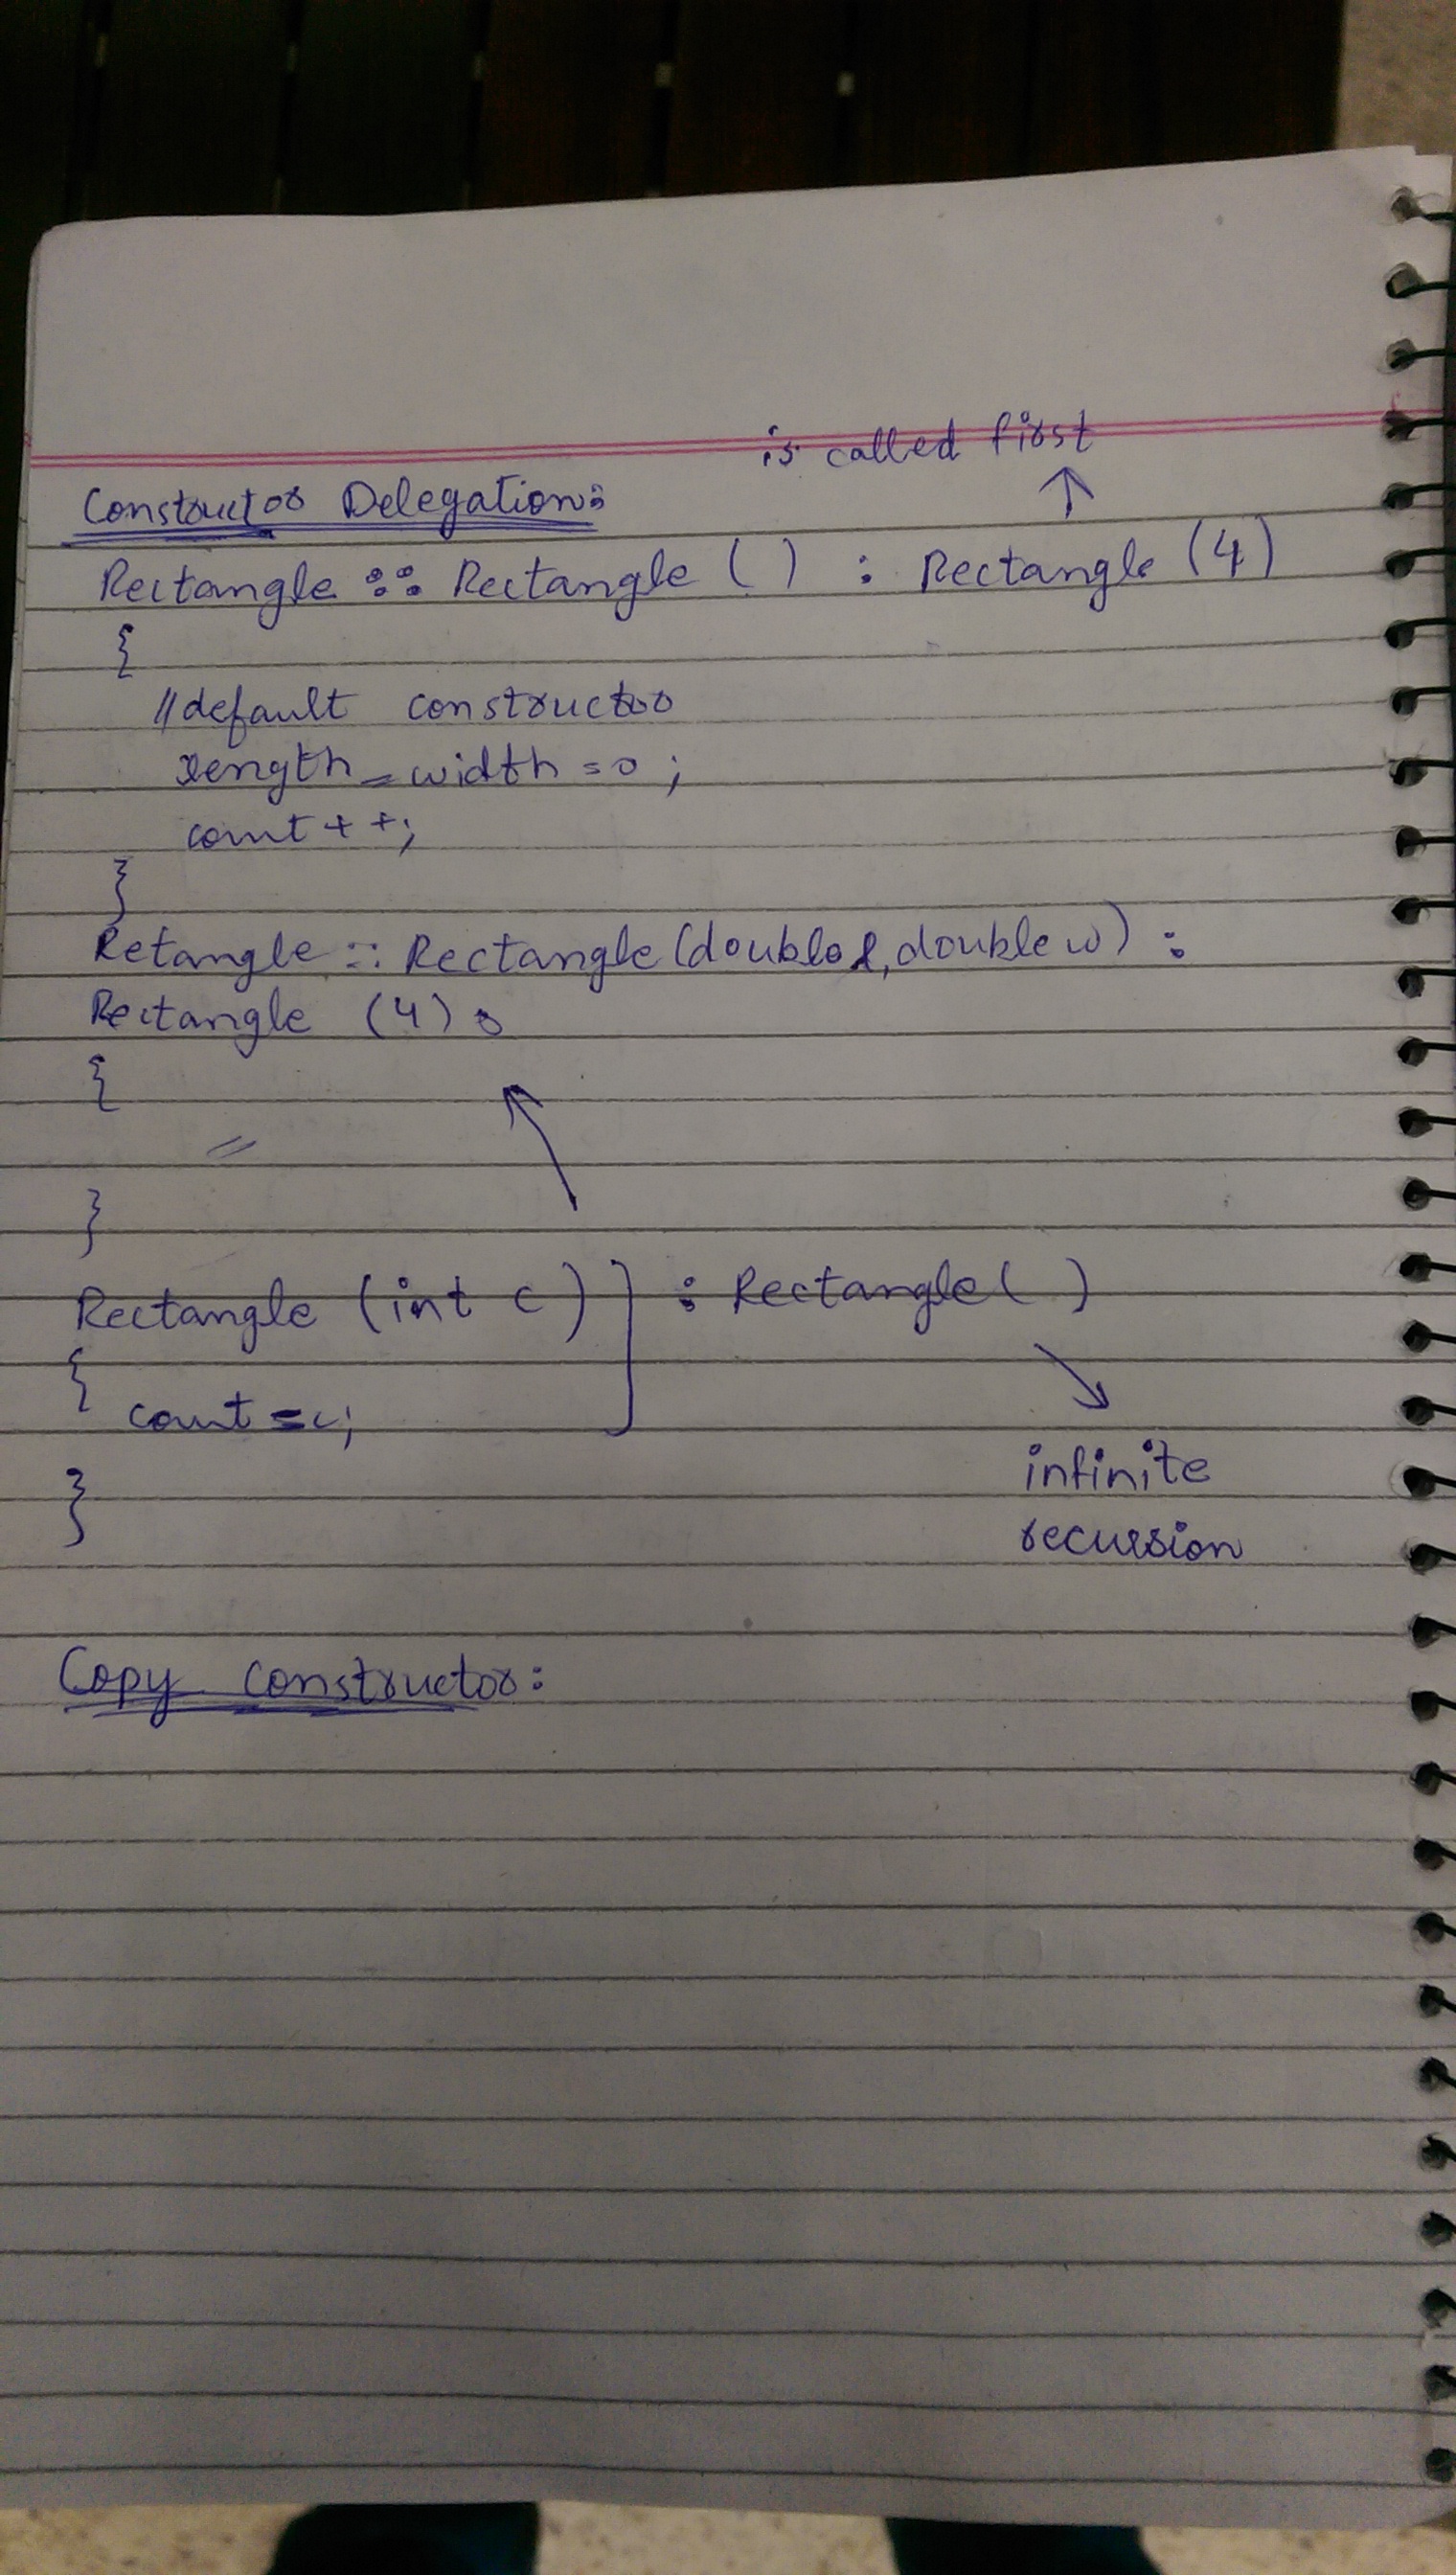 is called first
Constructor Delegation:
Rectangle :: Rectangle ( ) : Rectangle (4)
{
//default constructor
length = width = 0 ;
count + +;
}
Retangle :: Rectangle (double l, double w) :
Rectangle (4)
{
}
Rectangle (int c) ] : Rectangle ( )
{
count = c;
}
infinite
recursion
Copy constructor: